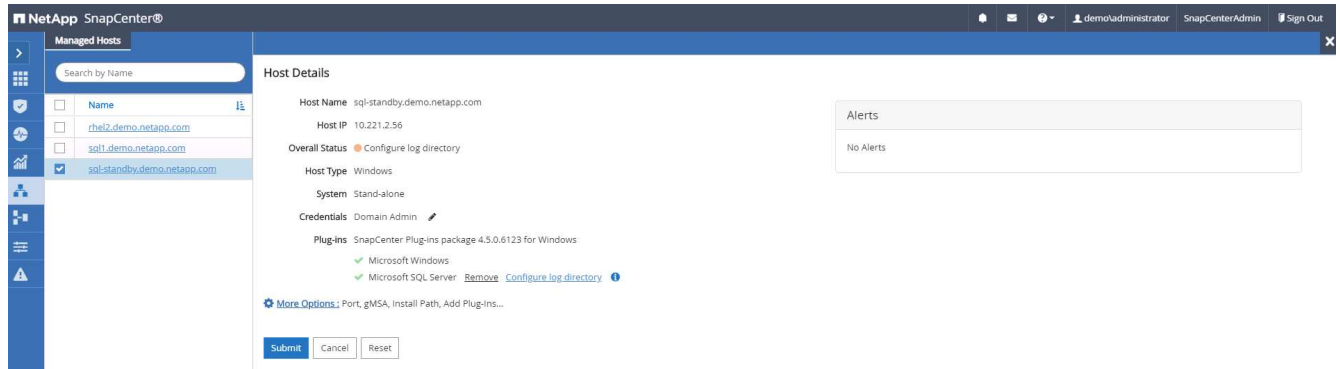 NetApp SnapCenter®
demo\administrator SnapCenterAdmin Sign Out
Managed Hosts
Search by Name
Name
rhel2.demo.netapp.com
sql1.demo.netapp.com
sql-standby.demo.netapp.com
Host Details
Host Name sql-standby.demo.netapp.com
Host IP 10.221.2.56
Overall Status Configure log directory
Host Type Windows
System Stand-alone
Credentials Domain Admin
Plug-ins SnapCenter Plug-ins package 4.5.0.6123 for Windows
Microsoft Windows
Microsoft SQL Server Remove Configure log directory
More Options : Port, gMSA, Install Path, Add Plug-Ins...
Submit Cancel Reset
Alerts
No Alerts